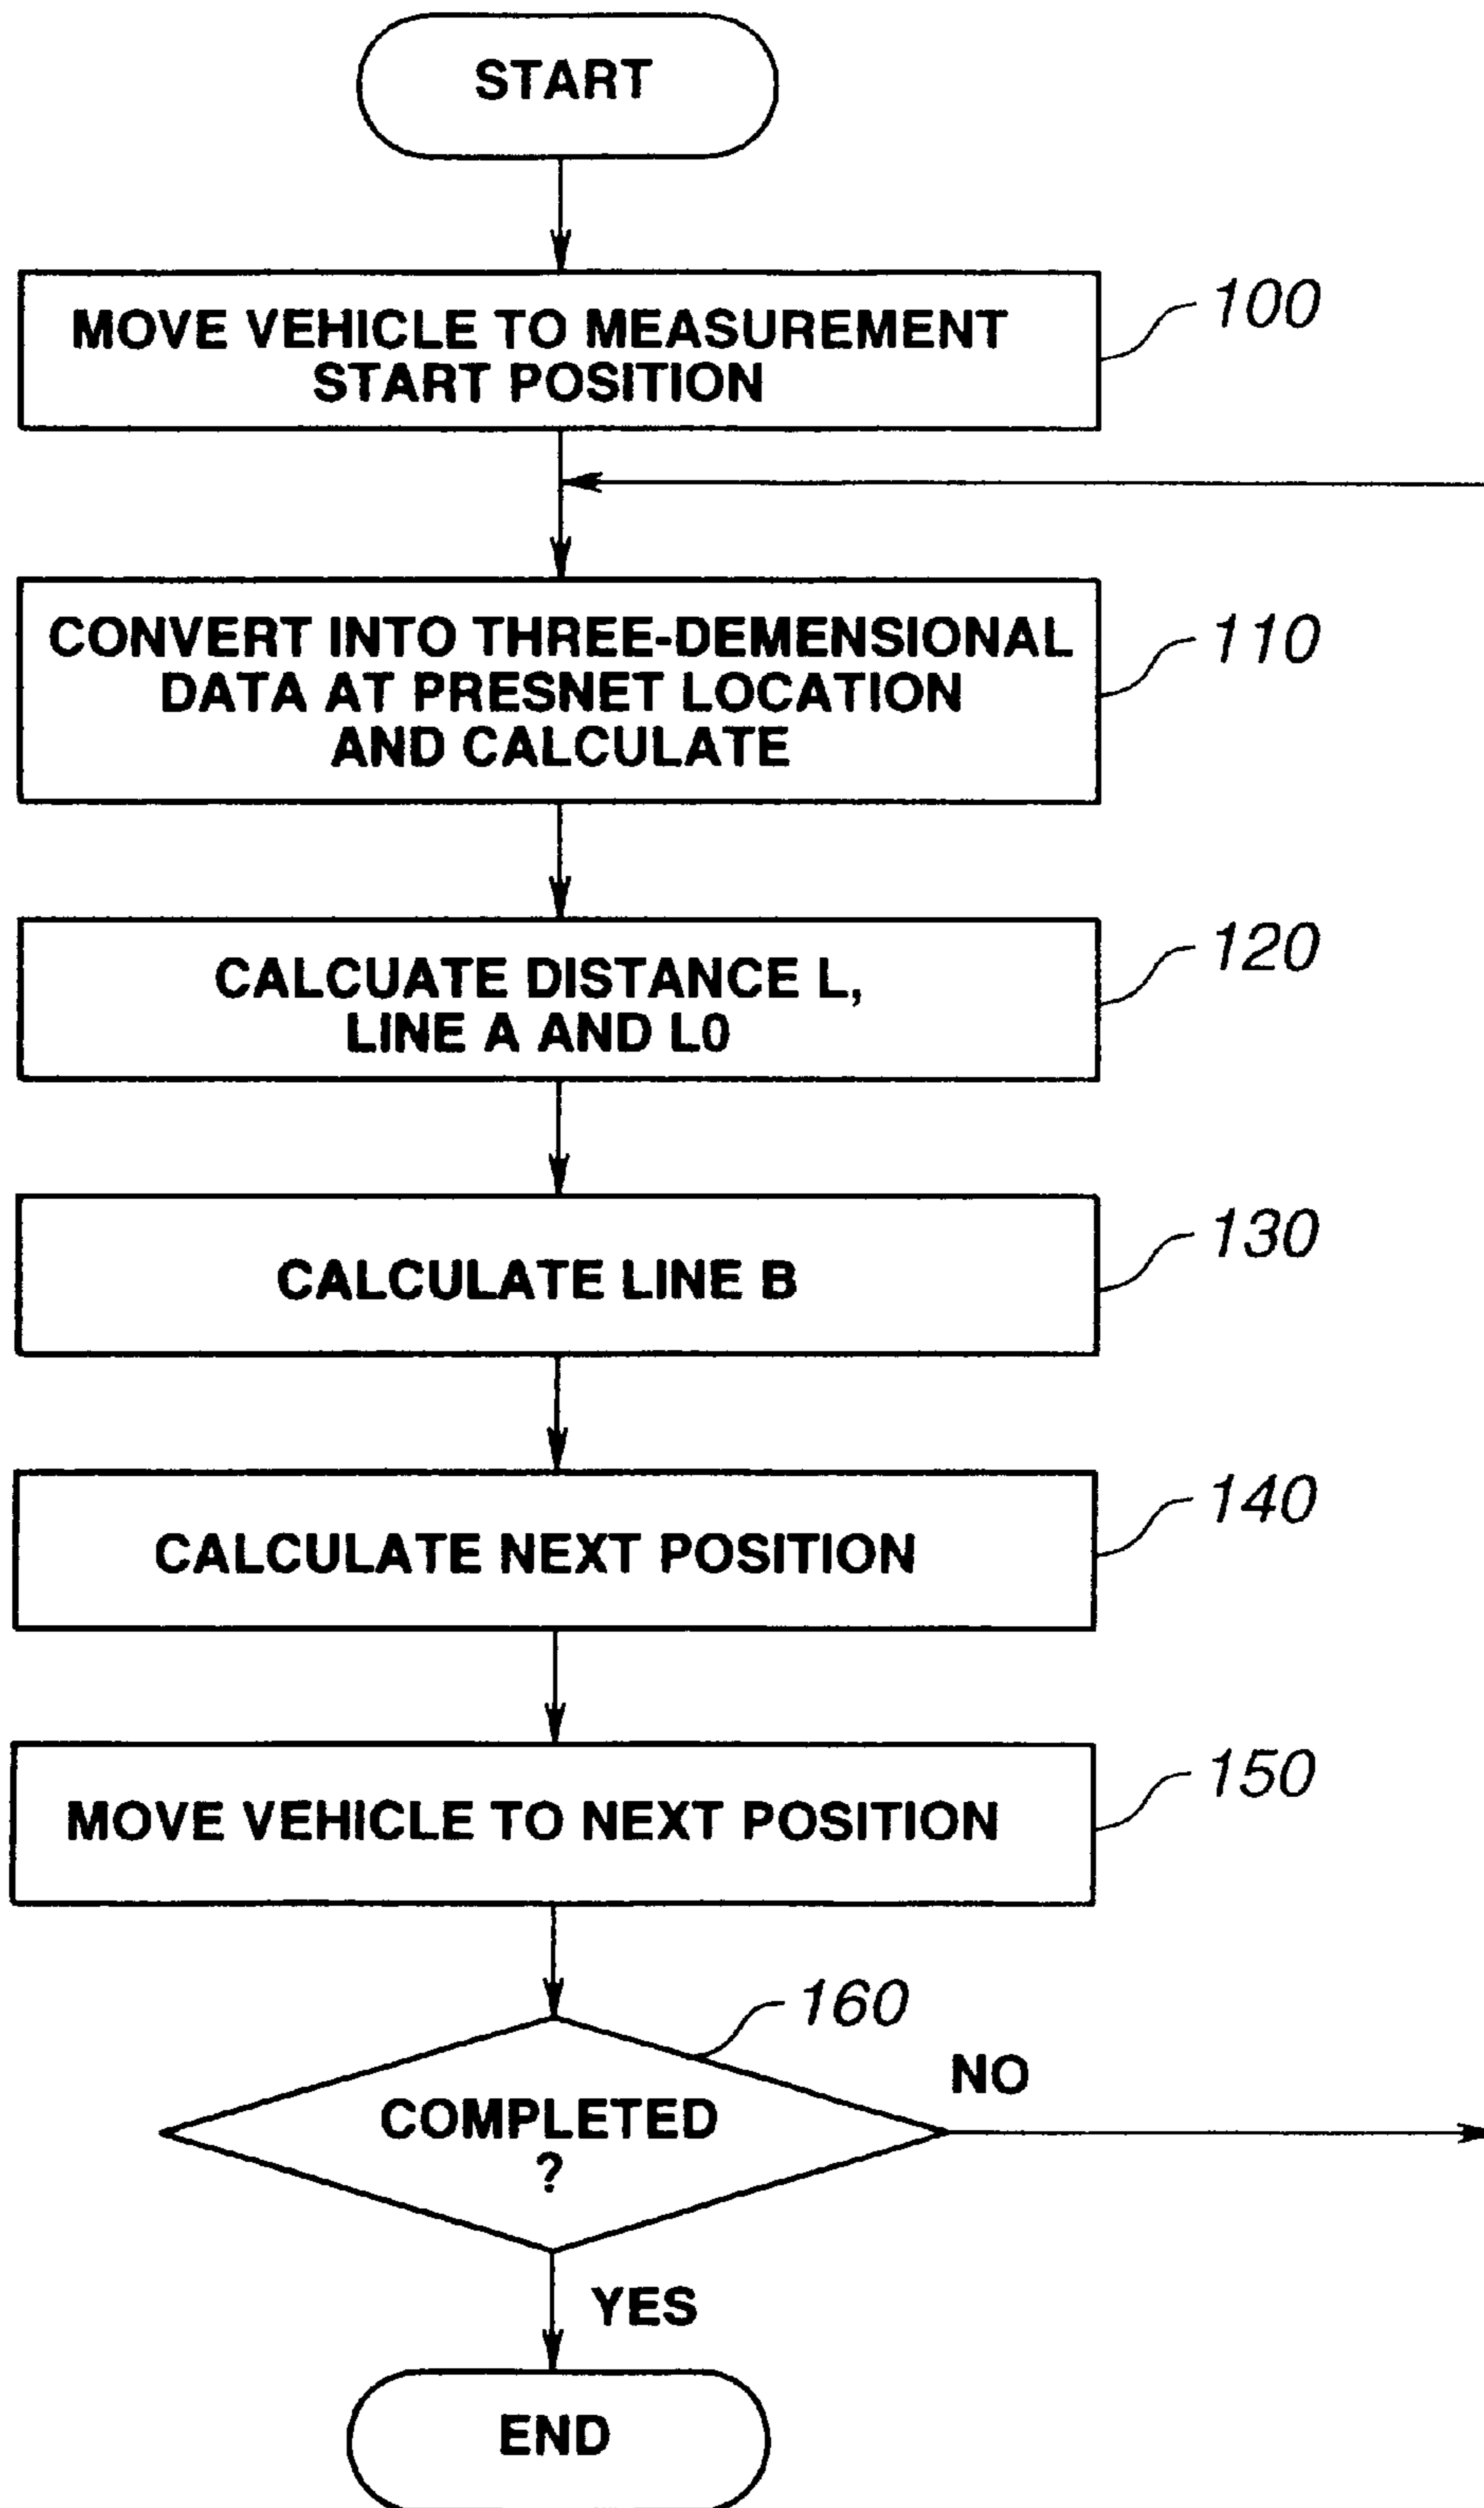 START
MOVE VEHICLE TO MEASUREMENT
START POSITION
100
CONVERT INTO THREE-DEMENSIONAL
DATA AT PRESNET LOCATION
AND CALCULATE
110
CALCUATE DISTANCE L,
LINE A AND L0
120
CALCULATE LINE B
130
CALCULATE NEXT POSITION
140
MOVE VEHICLE TO NEXT POSITION
150
160
COMPLETED
?
NO
YES
END